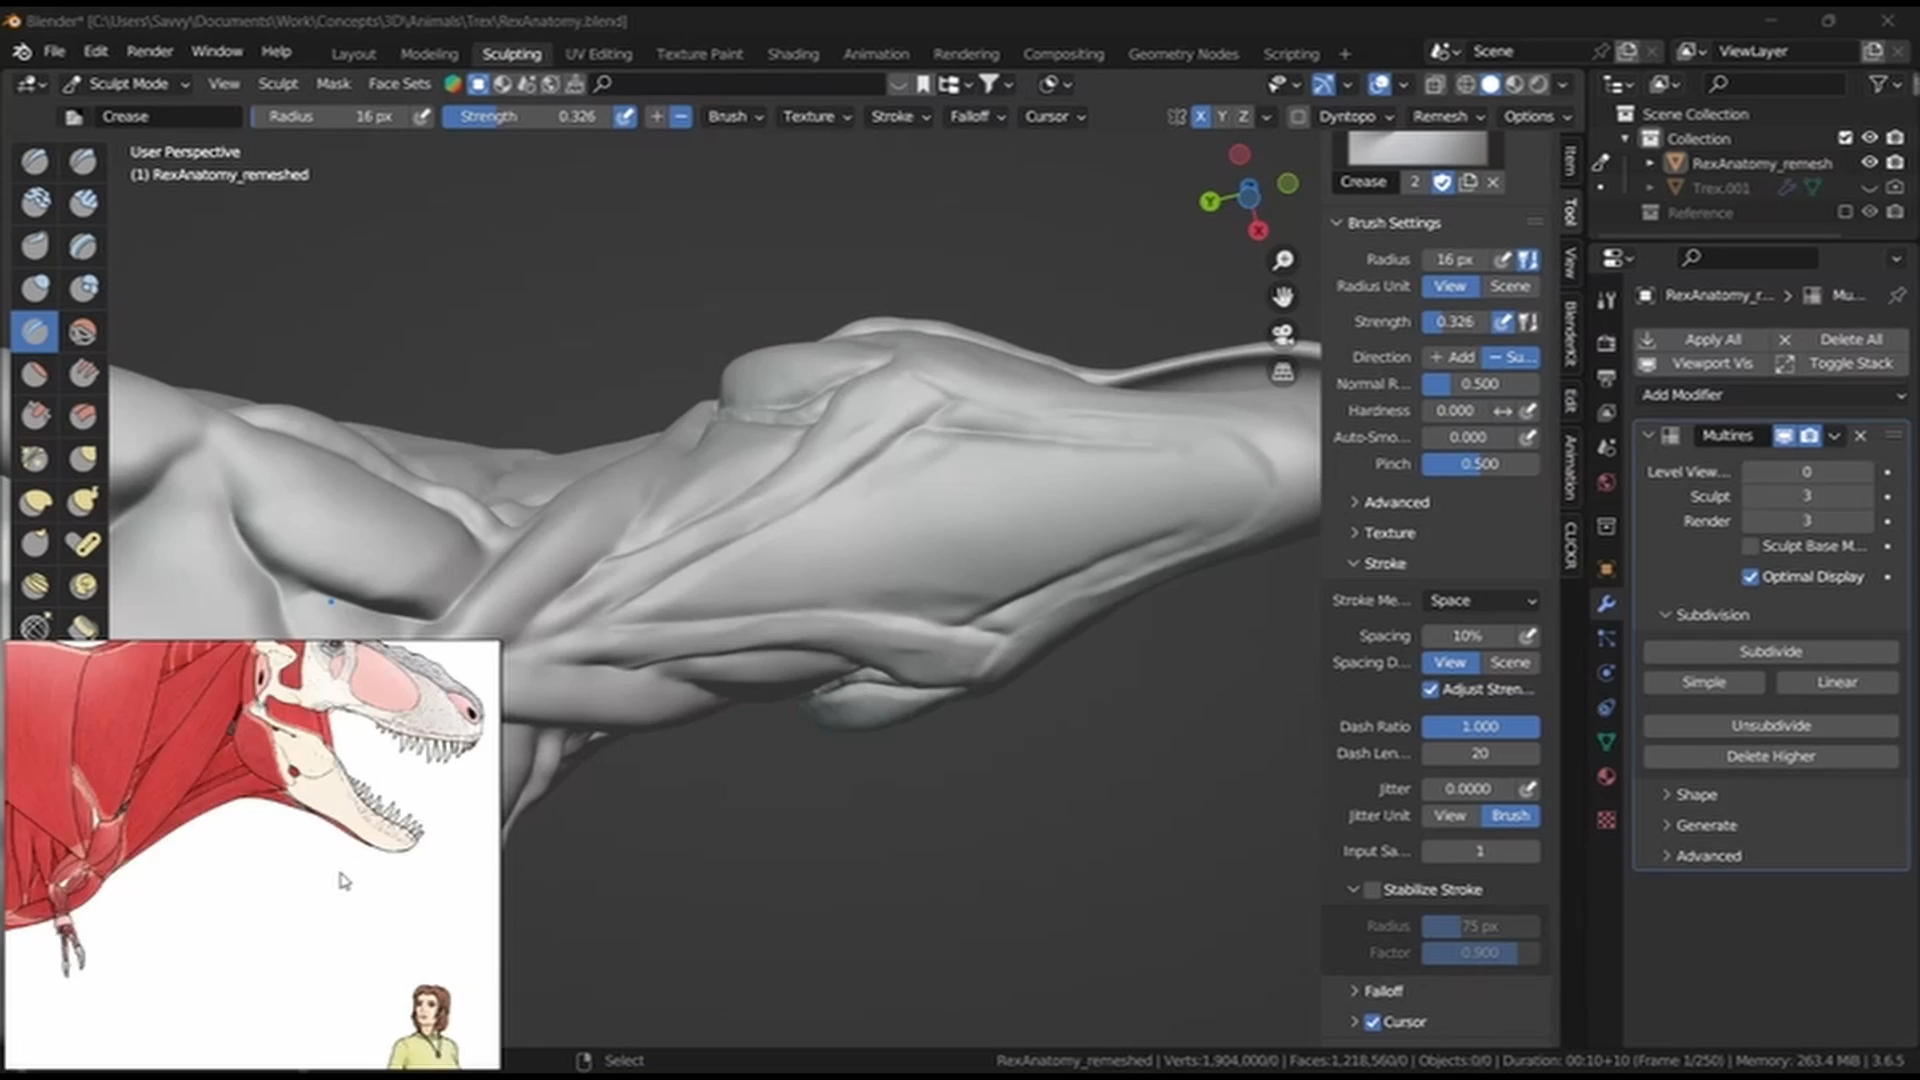 Blender* [C:\Users\Savvy\Documents\Work\Concepts\3D\Animals\Trex\RexAnatomy.blend]
File Edit Render Window Help Layout Modeling Sculpting UV Editing Texture Paint Shading Animation Rendering Compositing Geometry Nodes Scripting + Scene ViewLayer
Sculpt Mode View Sculpt Mask Face Sets
Crease Radius 16 px Strength 0.326 Brush Texture Stroke Falloff Cursor X Y Z Dyntopo Remesh Options
User Perspective
(1) RexAnatomy_remeshed
Y
X
Crease 2
Brush Settings
Radius 16 px
Radius Unit View Scene
Strength 0.326
Direction + Add − Su...
Normal R... 0.500
Hardness 0.000
Auto-Smo... 0.000
Pinch 0.500
Advanced
Texture
Stroke
Stroke Me... Space
Spacing 10%
Spacing D... View Scene
Adjust Stren...
Dash Ratio 1.000
Dash Len... 20
Jitter 0.0000
Jitter Unit View Brush
Input Sa... 1
Stabilize Stroke
Radius 75 px
Factor 0.900
Falloff
Cursor
Item
Tool
View
BlenderKit
Edit
Animation
CLICKR
Scene Collection
Collection
RexAnatomy_remesh
Trex.001
Reference
RexAnatomy_r... Mu...
Apply All Delete All
Viewport Vis Toggle Stack
Add Modifier
Multires
Level View... 0
Sculpt 3
Render 3
Sculpt Base M...
Optimal Display
Subdivision
Subdivide
Simple Linear
Unsubdivide
Delete Higher
Shape
Generate
Advanced
Select
RexAnatomy_remeshed | Verts:1,904,000/0 | Faces:1,218,560/0 | Objects:0/0 | Duration: 00:10+10 (Frame 1/250) | Memory: 263.4 MiB | 3.6.5